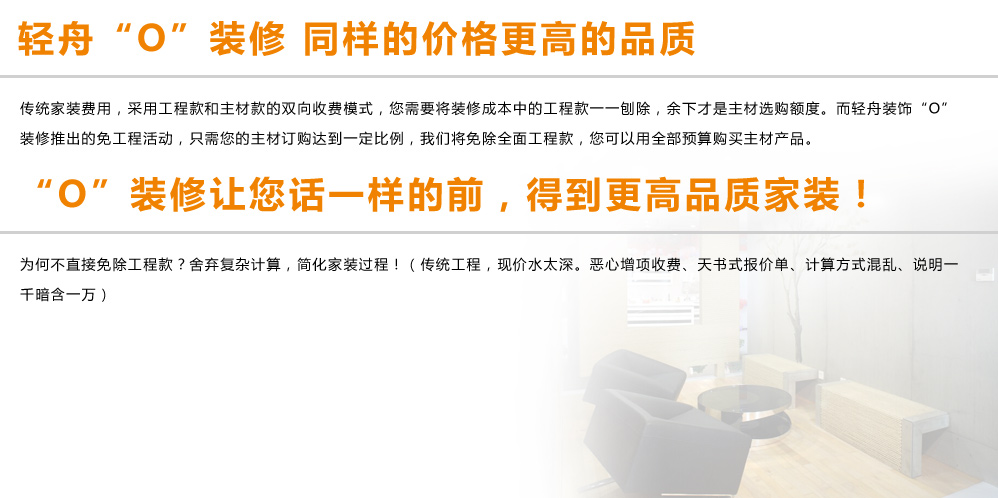 轻舟“O”装修 同样的价格更高的品质
传统家装费用，采用工程款和主材款的双向收费模式，您需要将装修成本中的工程款一一刨除，余下才是主材选购额度。而轻舟装饰“O”
装修推出的免工程活动，只需您的主材订购达到一定比例，我们将免除全面工程款，您可以用全部预算购买主材产品。
“O”装修让您话一样的前，得到更高品质家装！
为何不直接免除工程款？舍弃复杂计算，简化家装过程！（传统工程，现价水太深。恶心增项收费、天书式报价单、计算方式混乱、说明一
千暗含一万）